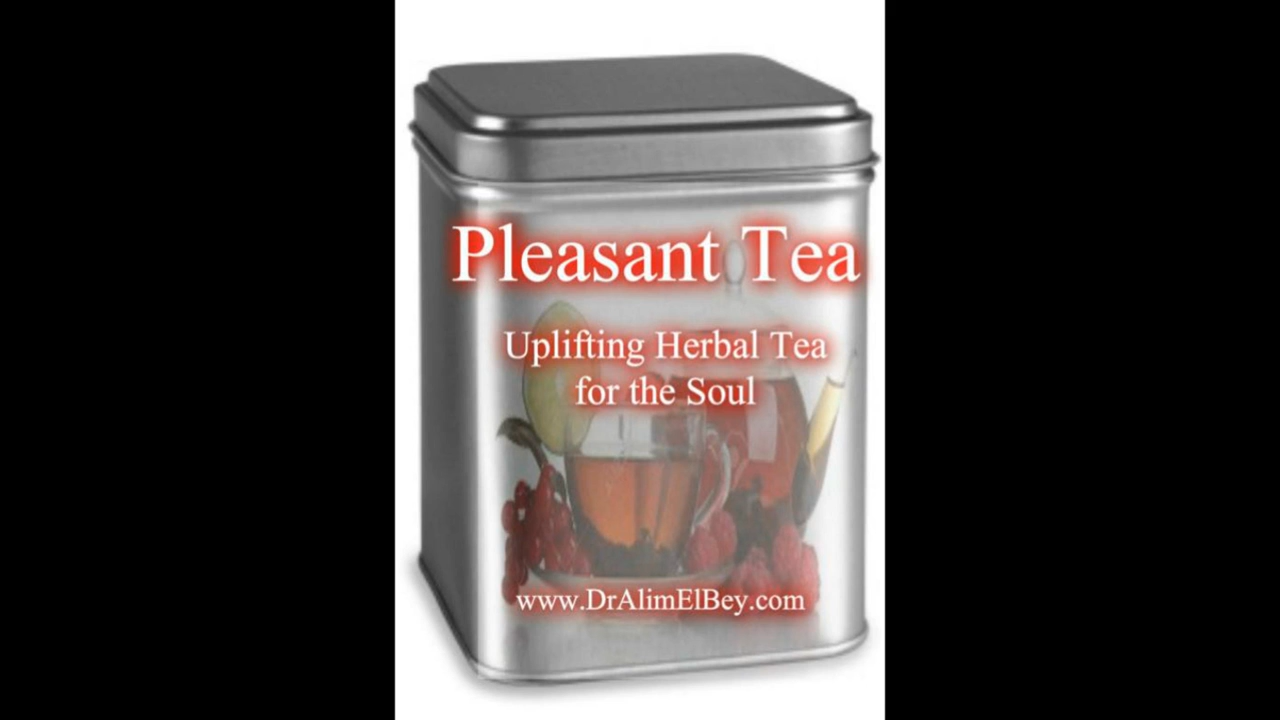 Pleasant Tea
Uplifting Herbal Tea
for the Soul
www.DrAlimElBey.com